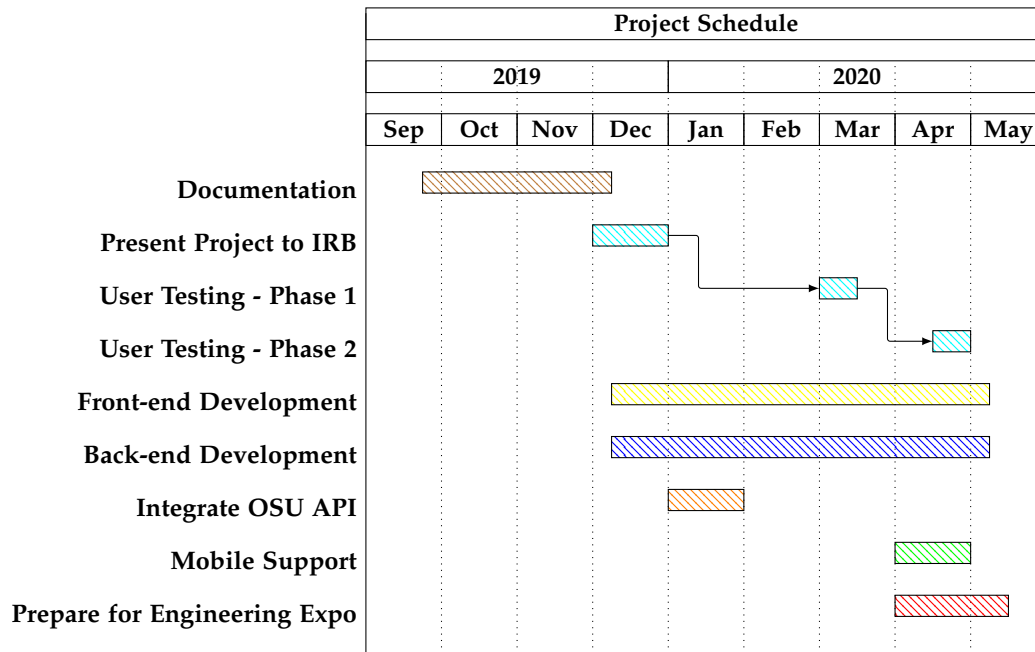 Project Schedule
2019 2020
Sep Oct Nov Dec Jan Feb Mar Apr May
Documentation
Present Project to IRB
User Testing - Phase 1
User Testing - Phase 2
Front-end Development
Back-end Development
Integrate OSU API
Mobile Support
Prepare for Engineering Expo